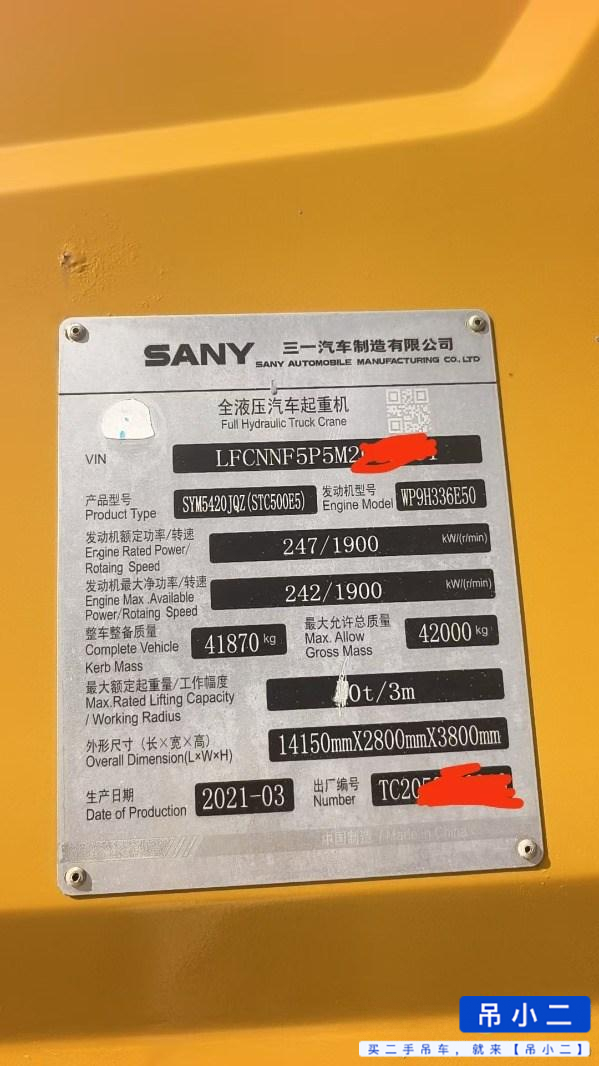 SANY 三一汽车制造有限公司
SANY AUTOMOBILE MANUFACTURING CO., LTD
全液压汽车起重机
Full Hydraulic Truck Crane
VIN LFCNNF5P5M2
产品型号 SYM5420JQZ(STC500E5) 发动机型号 WP9H336E50
Product Type Engine Model
发动机额定功率/转速 247/1900 kW/(r/min)
Engine Rated Power/
Rotaing Speed
发动机最大净功率/转速 242/1900 kW/(r/min)
Engine Max .Available
Power/Rotaing Speed
整车整备质量 41870 kg 最大允许总质量 42000 kg
Complete Vehicle Max. Allow
Kerb Mass Gross Mass
最大额定起重量/工作幅度 0t/3m
Max.Rated Lifting Capacity
/ Working Radius
外形尺寸（长×宽×高） 14150mmX2800mmX3800mm
Overall Dimension(L×W×H)
生产日期 2021-03 出厂编号 TC20
Date of Production Number
中国制造 / Made in China
吊小二
买二手吊车，就来【吊小二】